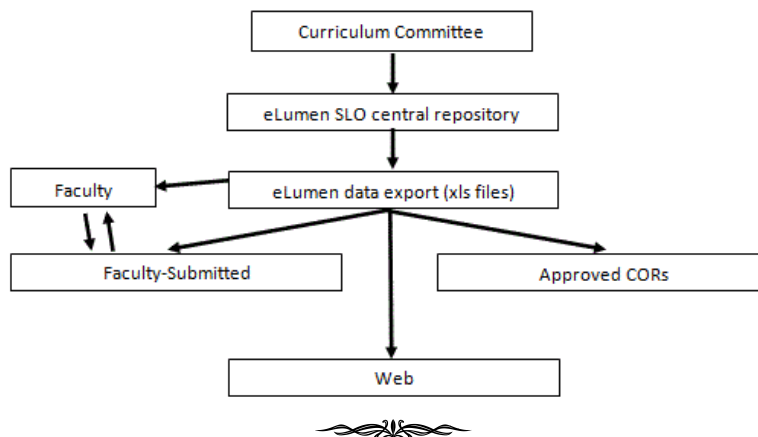 Curriculum Committee
eLumen SLO central repository
Faculty
eLumen data export (xls files)
Faculty-Submitted
Approved CORs
Web